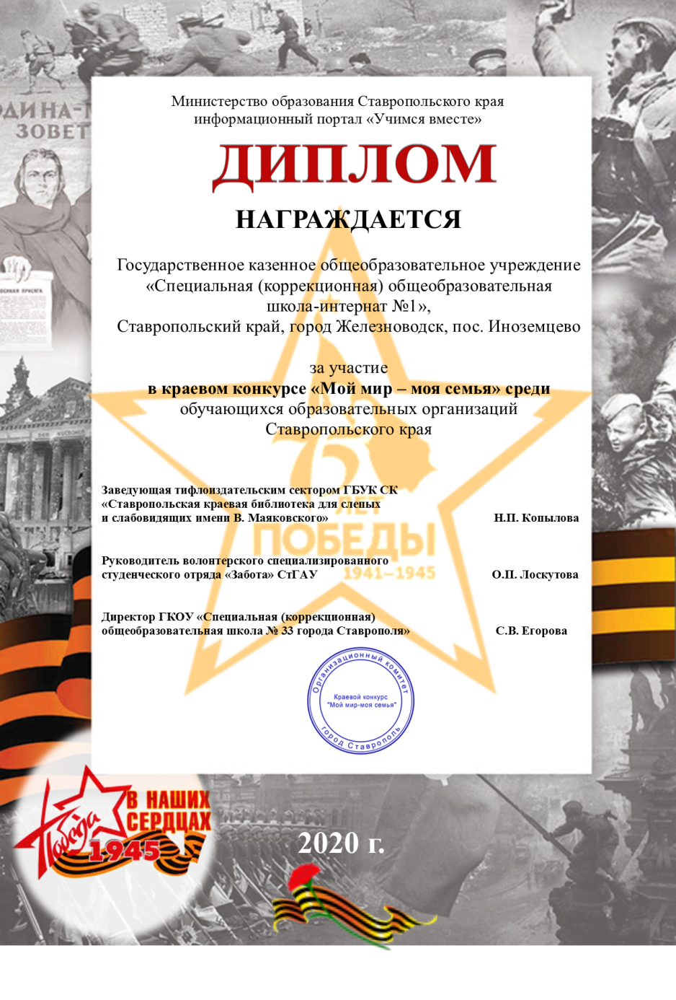 Министерство образования Ставропольского края
информационный портал «Учимся вместе»
ДИПЛОМ
НАГРАЖДАЕТСЯ
Государственное казенное общеобразовательное учреждение
«Специальная (коррекционная) общеобразовательная
школа-интернат №1»,
Ставропольский край, город Железноводск, пос. Иноземцево
за участие
в краевом конкурсе «Мой мир – моя семья» среди
обучающихся образовательных организаций
Ставропольского края
75
ЛЕТ
ПОБЕДЫ
1941–1945
Заведующая тифлоиздательским сектором ГБУК СК
«Ставропольская краевая библиотека для слепых
и слабовидящих имени В. Маяковского» Н.П. Копылова
Руководитель волонтерского специализированного
студенческого отряда «Забота» СтГАУ О.П. Лоскутова
Директор ГКОУ «Специальная (коррекционная)
общеобразовательная школа № 33 города Ставрополя» С.В. Егорова
Организационный комитет
Краевой конкурс
"Мой мир-моя семья"
город Ставрополь
ДИНА-
ЗОВЕТ
ВОЕННАЯ ПРИСЯГА
Победа
В НАШИХ
СЕРДЦАХ
1945
2020 г.